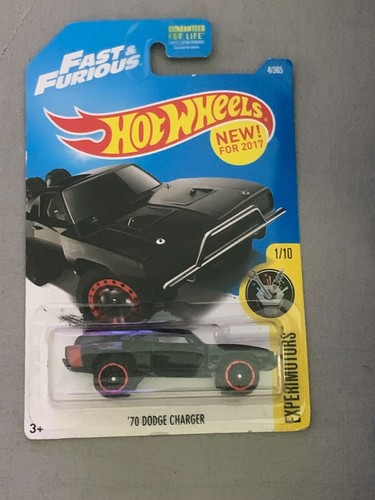 GUARANTEED
FOR LIFE
FAST &
FURIOUS
4/365
HOT WHEELS
NEW!
FOR 2017
1/10
EXPERIMOTORS
'70 DODGE CHARGER
3+